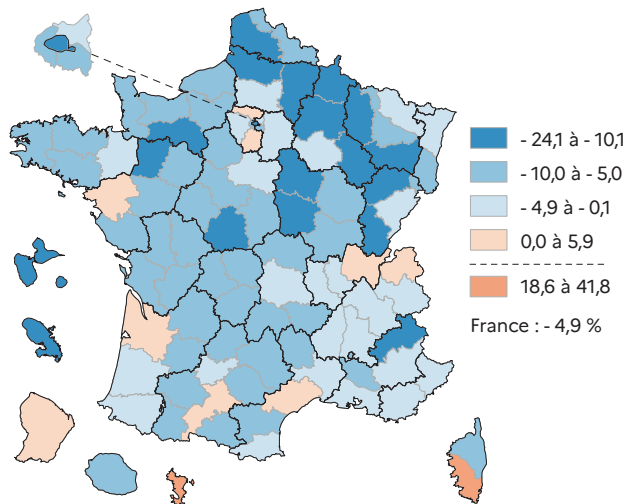 - 24,1 à - 10,1
- 10,0 à - 5,0
- 4,9 à - 0,1
0,0 à 5,9
18,6 à 41,8
France : - 4,9 %